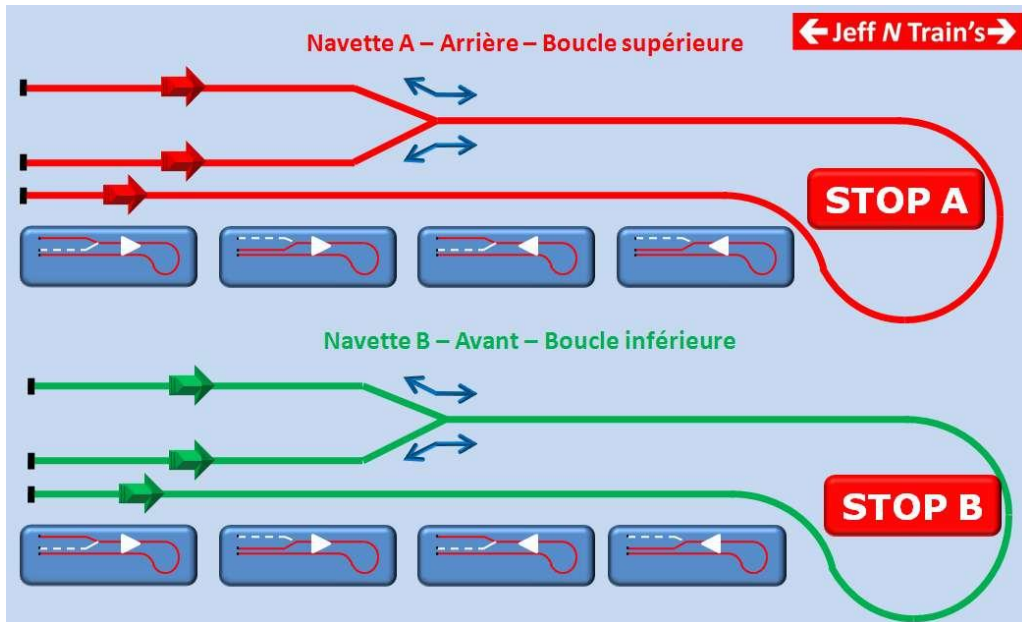 Navette A – Arrière – Boucle supérieure
Jeff N Train's
STOP A
Navette B – Avant – Boucle inférieure
STOP B